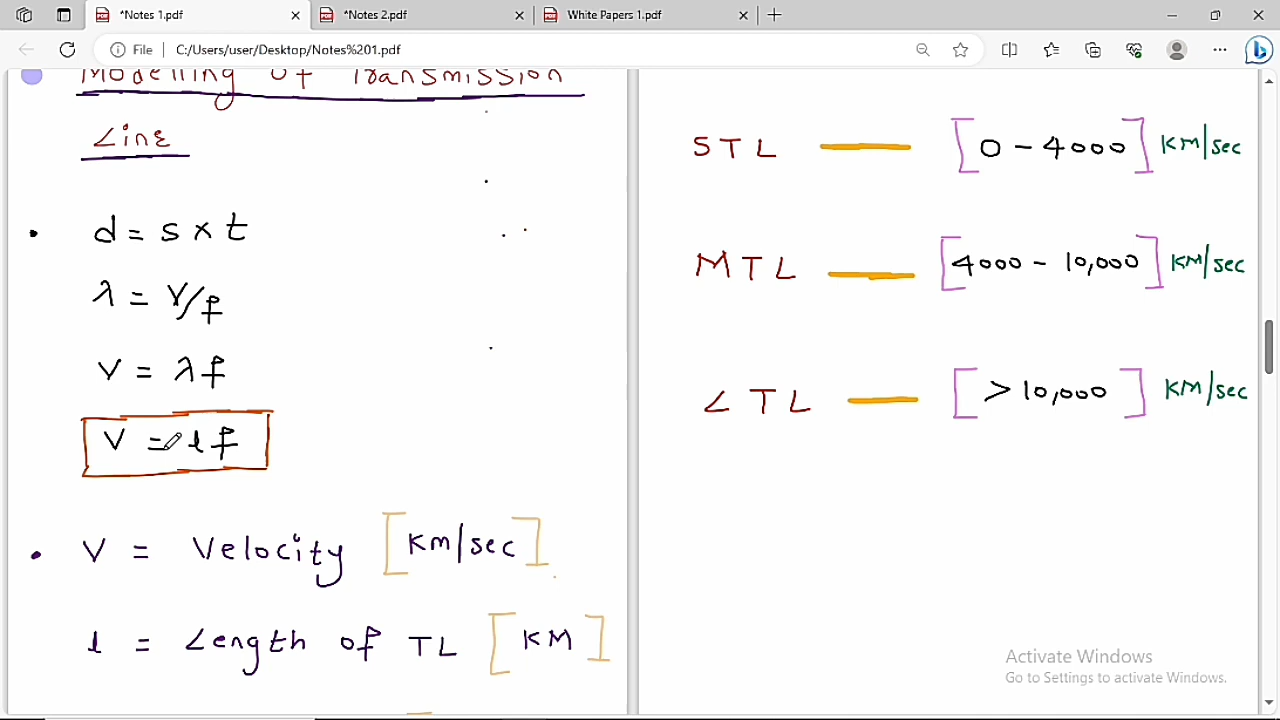 *Notes 1.pdf
*Notes 2.pdf
White Papers 1.pdf
File
C:/Users/user/Desktop/Notes%201.pdf
Modelling of Transmission
Line
• d = s × t
λ = V/f
V = λ f
V = l f
• V = Velocity [Km/sec]
l = Length of TL [KM]
STL — [0 - 4000] KM/sec
MTL — [4000 - 10,000] KM/sec
LTL — [> 10,000] KM/sec
Activate Windows
Go to Settings to activate Windows.